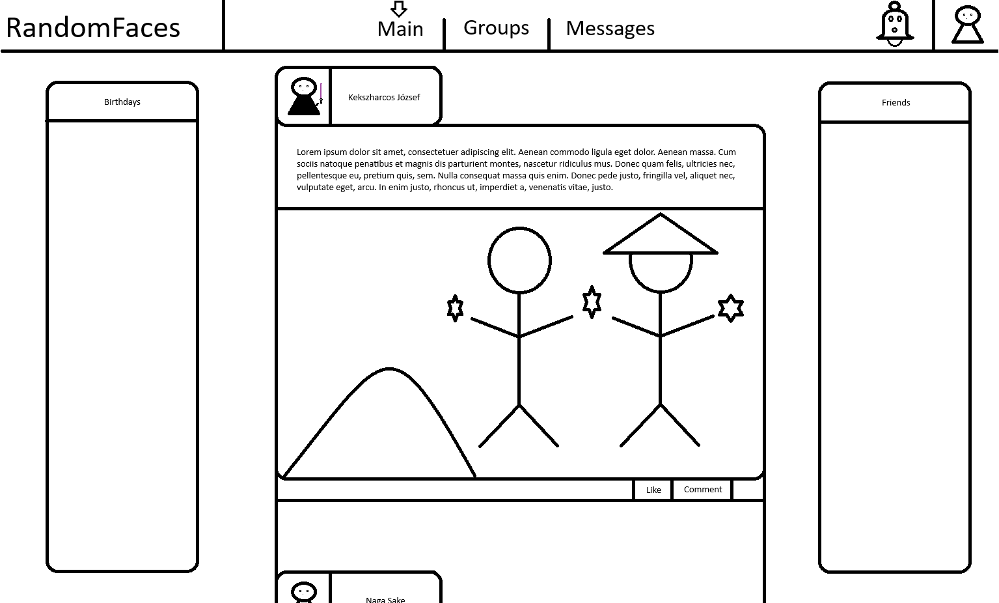 RandomFaces
Main
Groups
Messages
Birthdays
Kekszharcos József
Friends
Lorem ipsum dolor sit amet, consectetuer adipiscing elit. Aenean commodo ligula eget dolor. Aenean massa. Cum
sociis natoque penatibus et magnis dis parturient montes, nascetur ridiculus mus. Donec quam felis, ultricies nec,
pellentesque eu, pretium quis, sem. Nulla consequat massa quis enim. Donec pede justo, fringilla vel, aliquet nec,
vulputate eget, arcu. In enim justo, rhoncus ut, imperdiet a, venenatis vitae, justo.
Like
Comment
Naga Sake